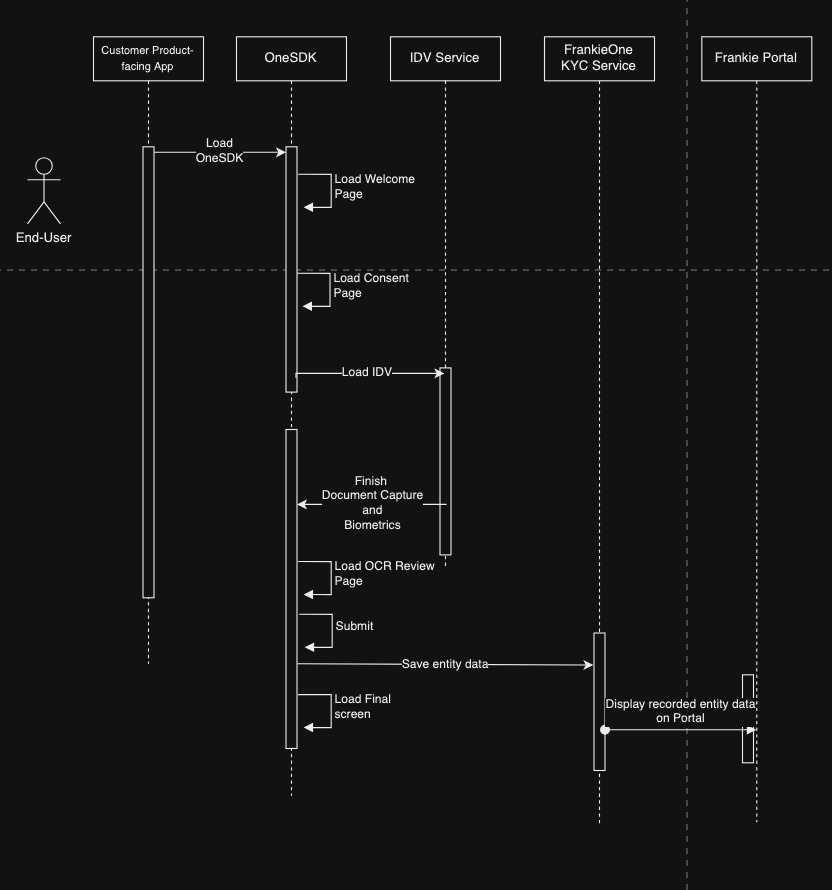 Customer Product-
facing App
OneSDK
IDV Service
FrankieOne
KYC Service
Frankie Portal
Load
OneSDK
Load Welcome
Page
End-User
Load Consent
Page
Load IDV
Finish
Document Capture
and
Biometrics
Load OCR Review
Page
Submit
Save entity data
Load Final
screen
Display recorded entity data
on Portal